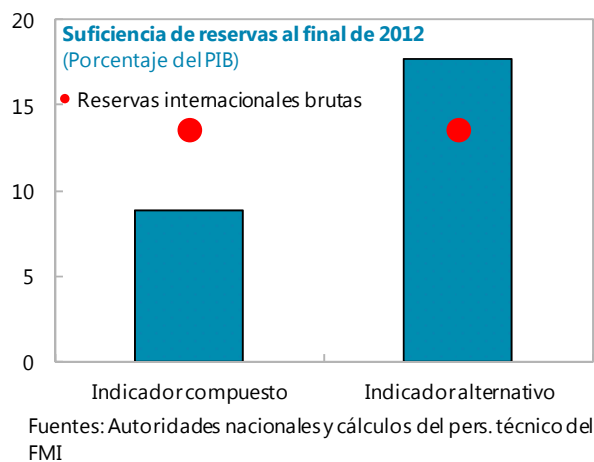 20
Suficiencia de reservas al final de 2012
(Porcentaje del PIB)
Reservas internacionales brutas
15
10
5
0
Indicador compuesto
Indicador alternativo
Fuentes: Autoridades nacionales y cálculos del pers. técnico del
FMI